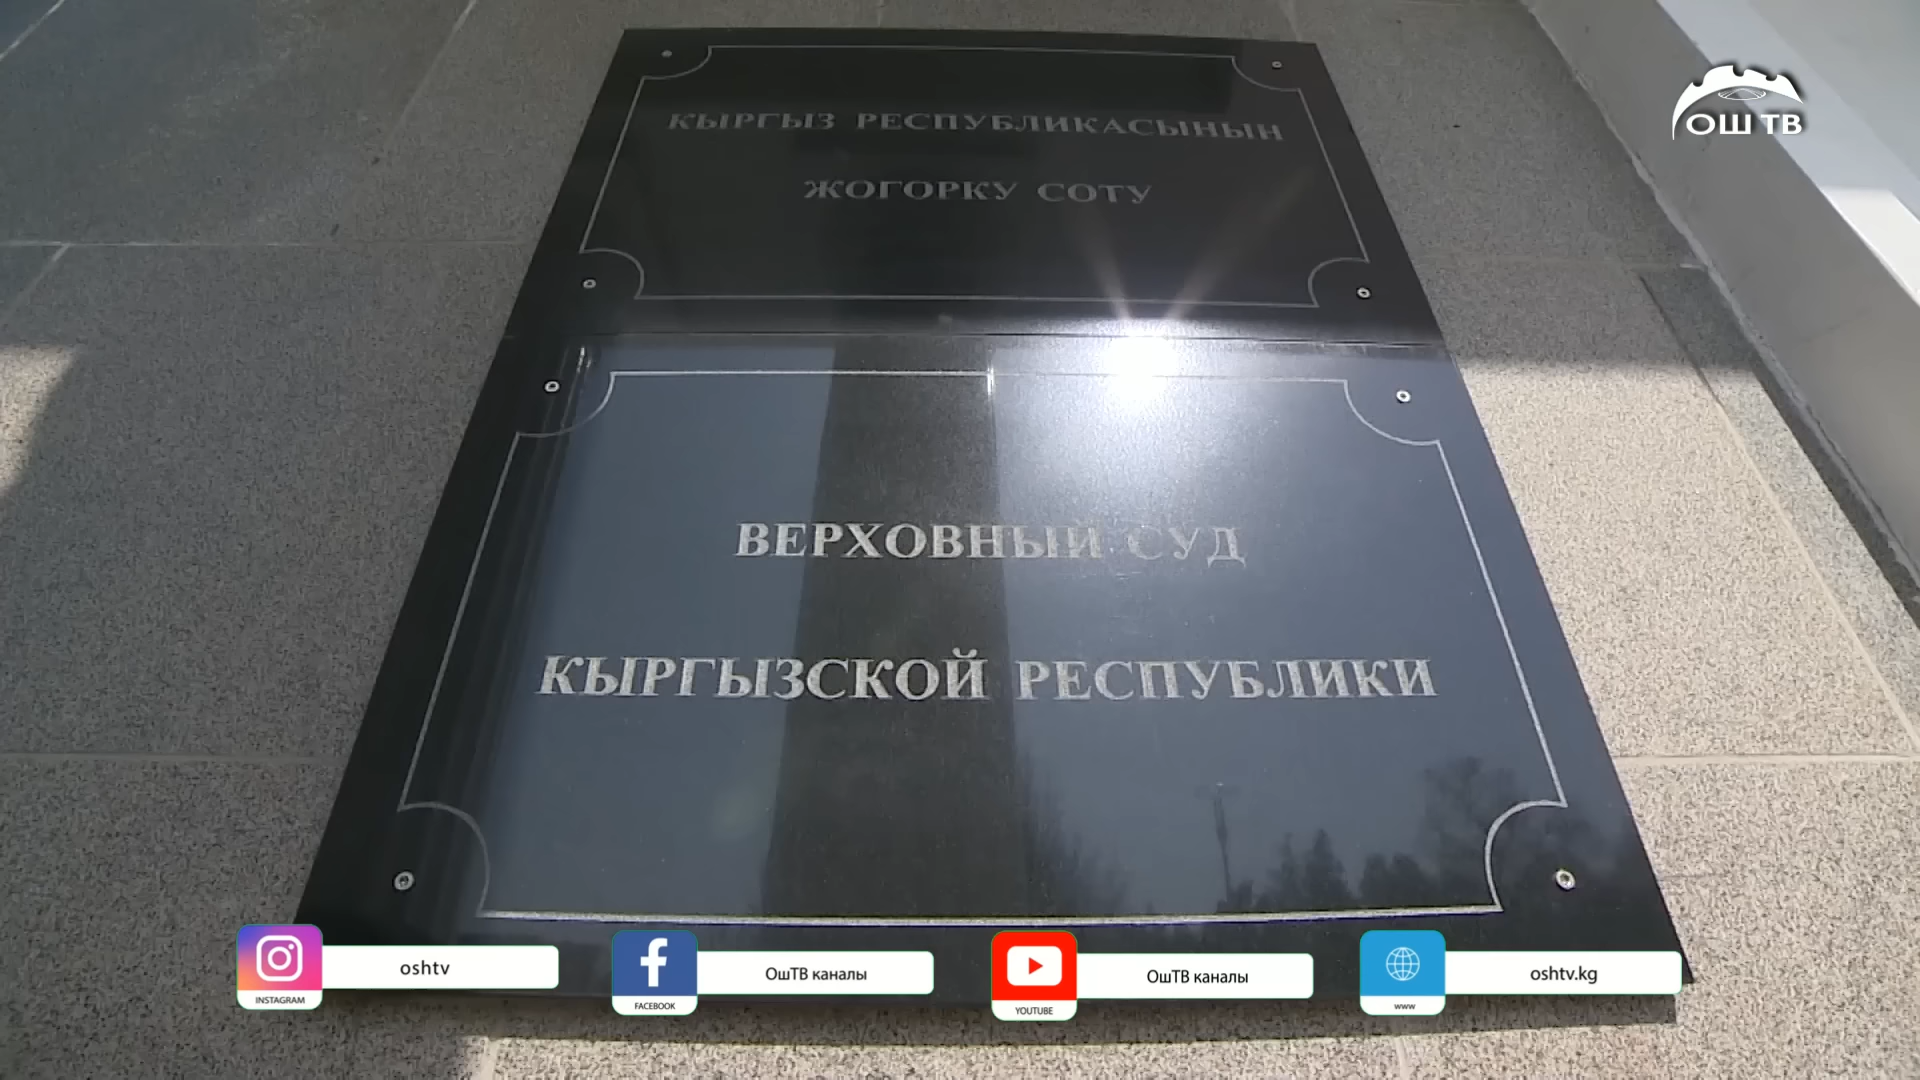 ОШ ТВ
КЫРГЫЗ РЕСПУБЛИКАСЫНЫН
ЖОГОРКУ СОТУ
ВЕРХОВНЫЙ СУД
КЫРГЫЗСКОЙ РЕСПУБЛИКИ
INSTAGRAM
oshtv
FACEBOOK
ОшТВ каналы
YOUTUBE
ОшТВ каналы
www
oshtv.kg